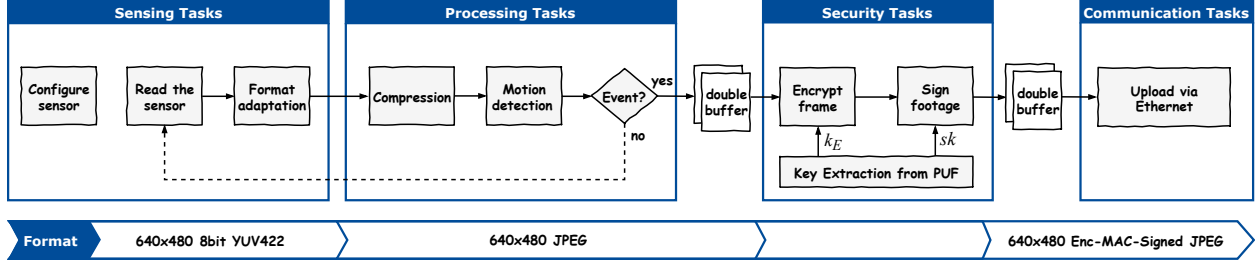 Sensing Tasks
Processing Tasks
Security Tasks
Communication Tasks
Configure
sensor
Read the
sensor
Format
adaptation
Compression
Motion
detection
Event?
yes
no
double
buffer
Encrypt
frame
Sign
footage
k_E
sk
Key Extraction from PUF
double
buffer
Upload via
Ethernet
Format
640x480 8bit YUV422
640x480 JPEG
640x480 Enc-MAC-Signed JPEG